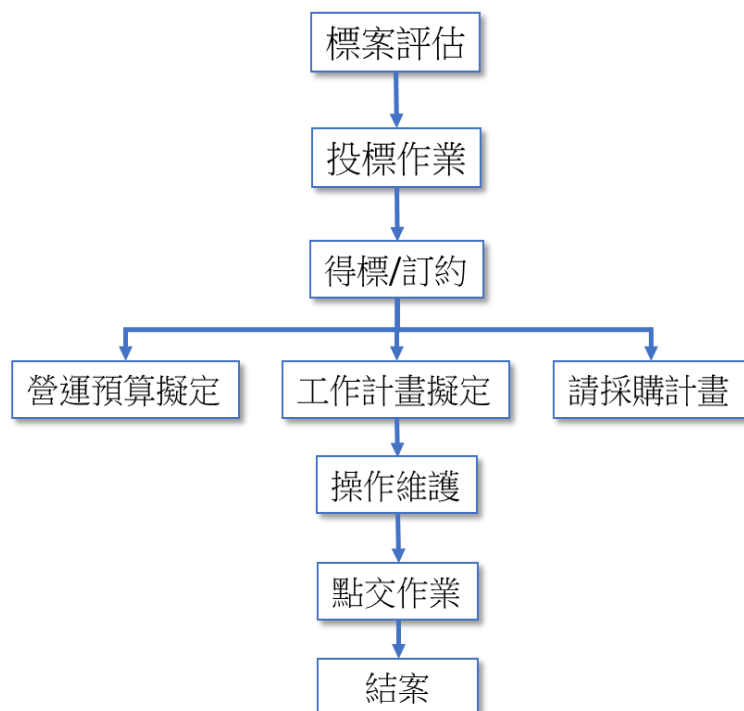 標案評估
投標作業
得標/訂約
營運預算擬定
工作計畫擬定
請採購計畫
操作維護
點交作業
結案